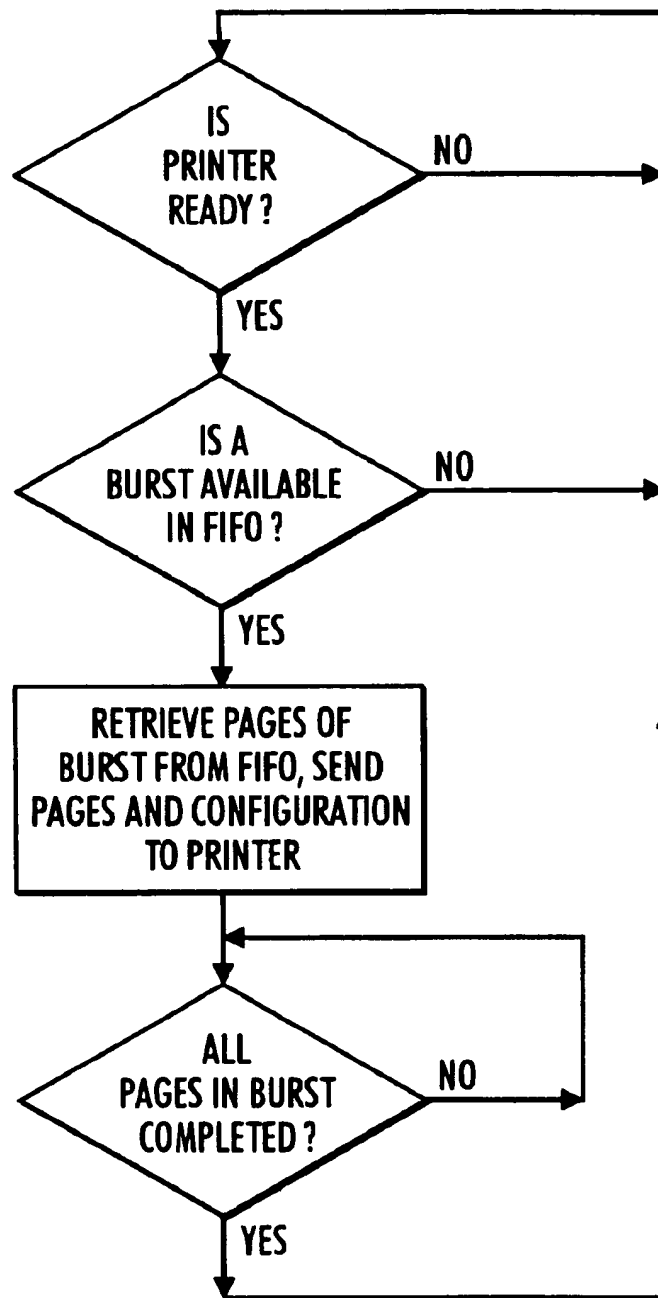 IS
PRINTER
READY ?
NO
YES
IS A
BURST AVAILABLE
IN FIFO ?
NO
YES
RETRIEVE PAGES OF
BURST FROM FIFO, SEND
PAGES AND CONFIGURATION
TO PRINTER
ALL
PAGES IN BURST
COMPLETED ?
NO
YES